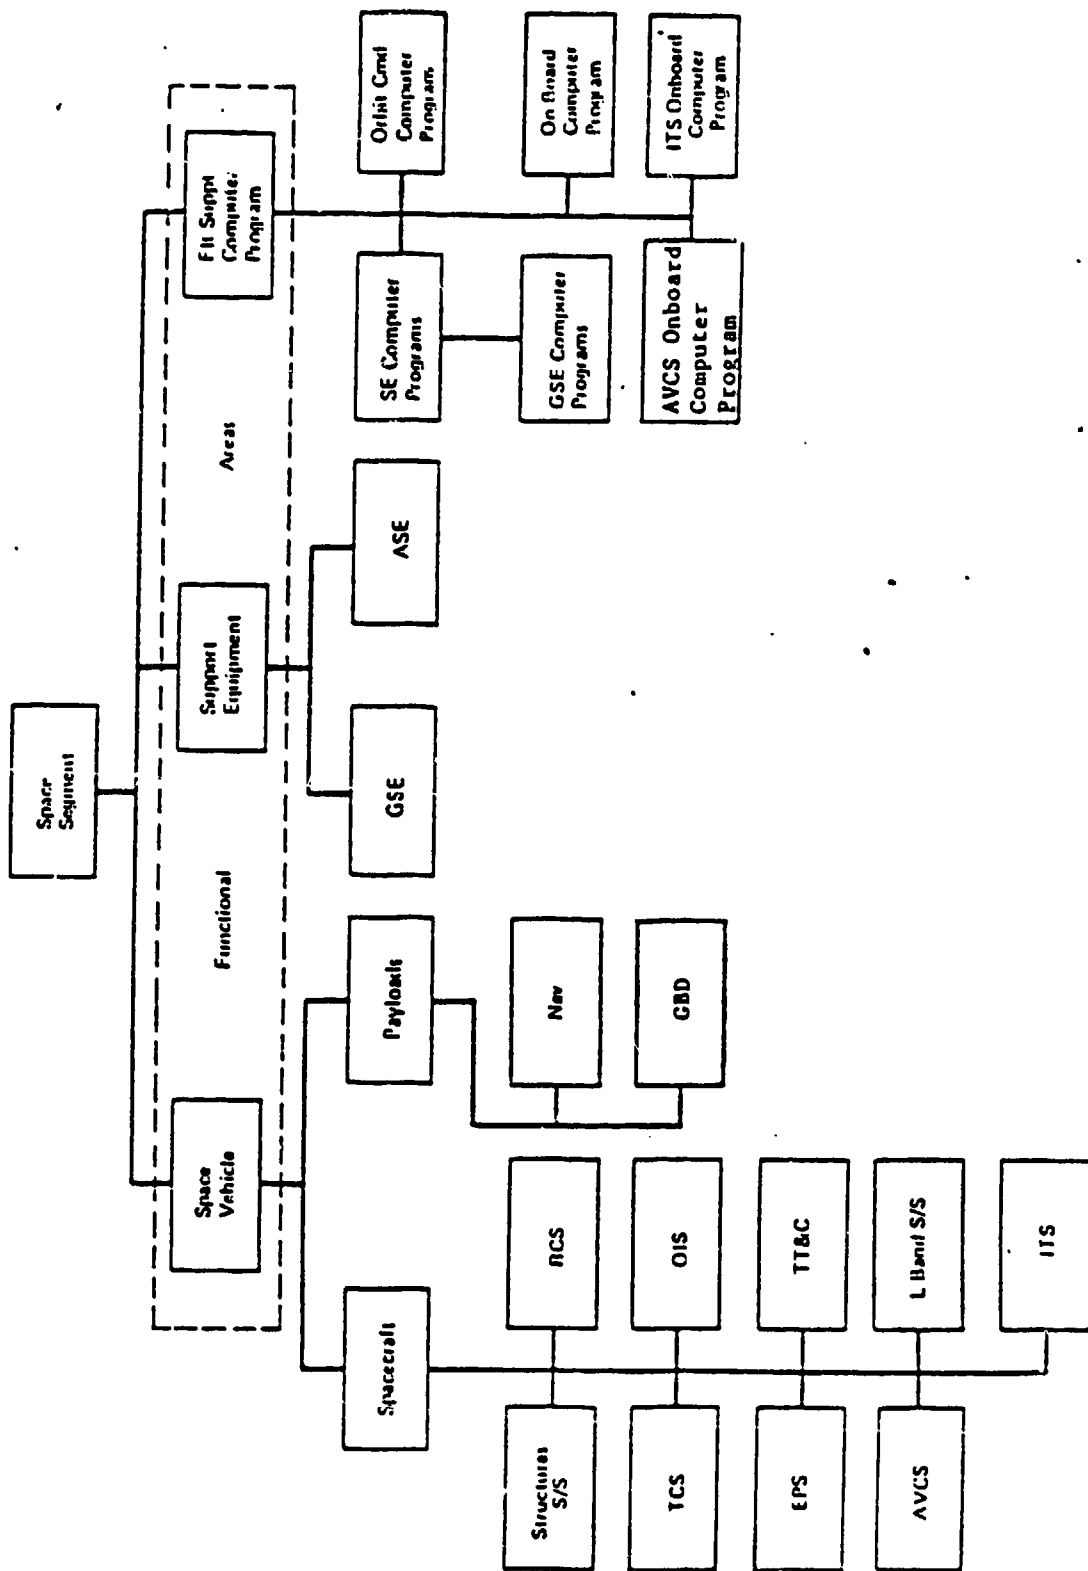 Space
Segment
Functional
Areas
Space
Vehicle
Support
Equipment
Flt Suppt
Computer
Program
Spacecraft
Payloads
GSE
ASE
SE Computer
Programs
Orbit Cmd
Computer
Program
Structures
S/S
RCS
Nav
GSE Computer
Programs
On Board
Computer
Program
TCS
OIS
GBD
AVCS Onboard
Computer
Program
ITS Onboard
Computer
Program
EPS
TT&C
AVCS
L Band S/S
ITS